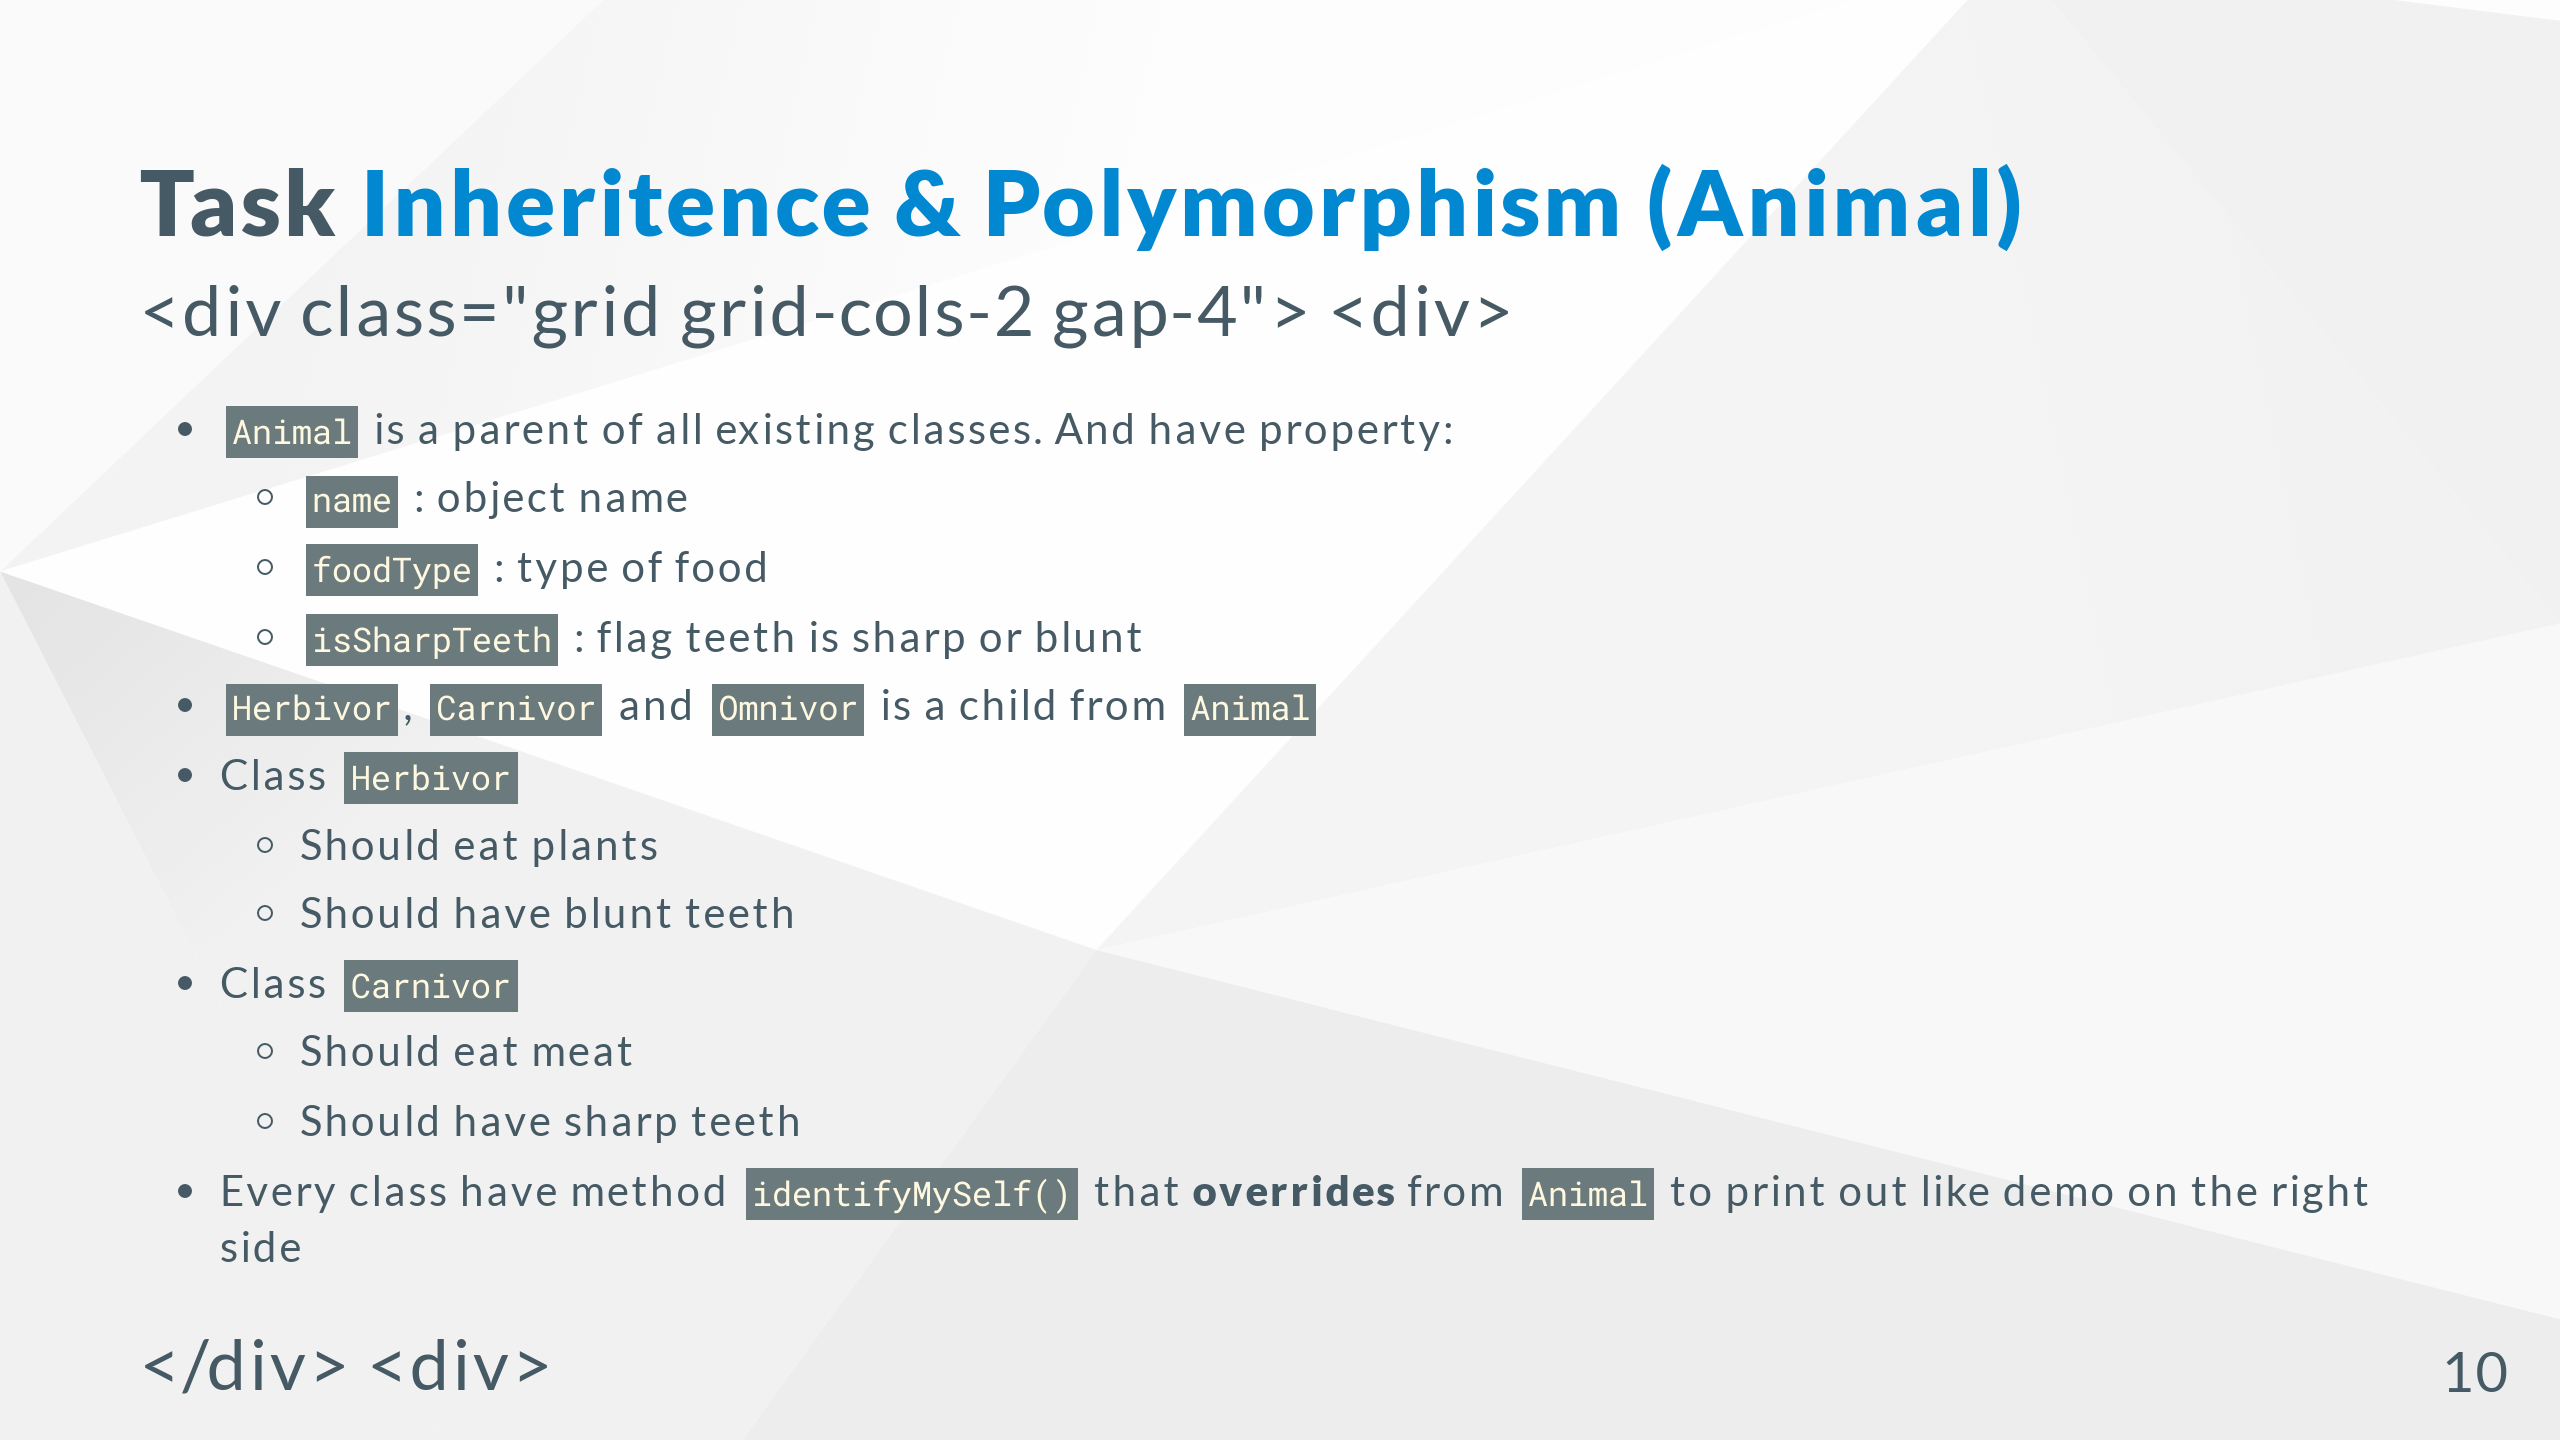 Task Inheritence & Polymorphism (Animal)
<div class="grid grid-cols-2 gap-4"> <div>
• Animal is a parent of all existing classes. And have property:
○ name : object name
○ foodType : type of food
○ isSharpTeeth : flag teeth is sharp or blunt
• Herbivor, Carnivor and Omnivor is a child from Animal
• Class Herbivor
○ Should eat plants
○ Should have blunt teeth
• Class Carnivor
○ Should eat meat
○ Should have sharp teeth
• Every class have method identifyMySelf() that overrides from Animal to print out like demo on the right
side
</div> <div>
10